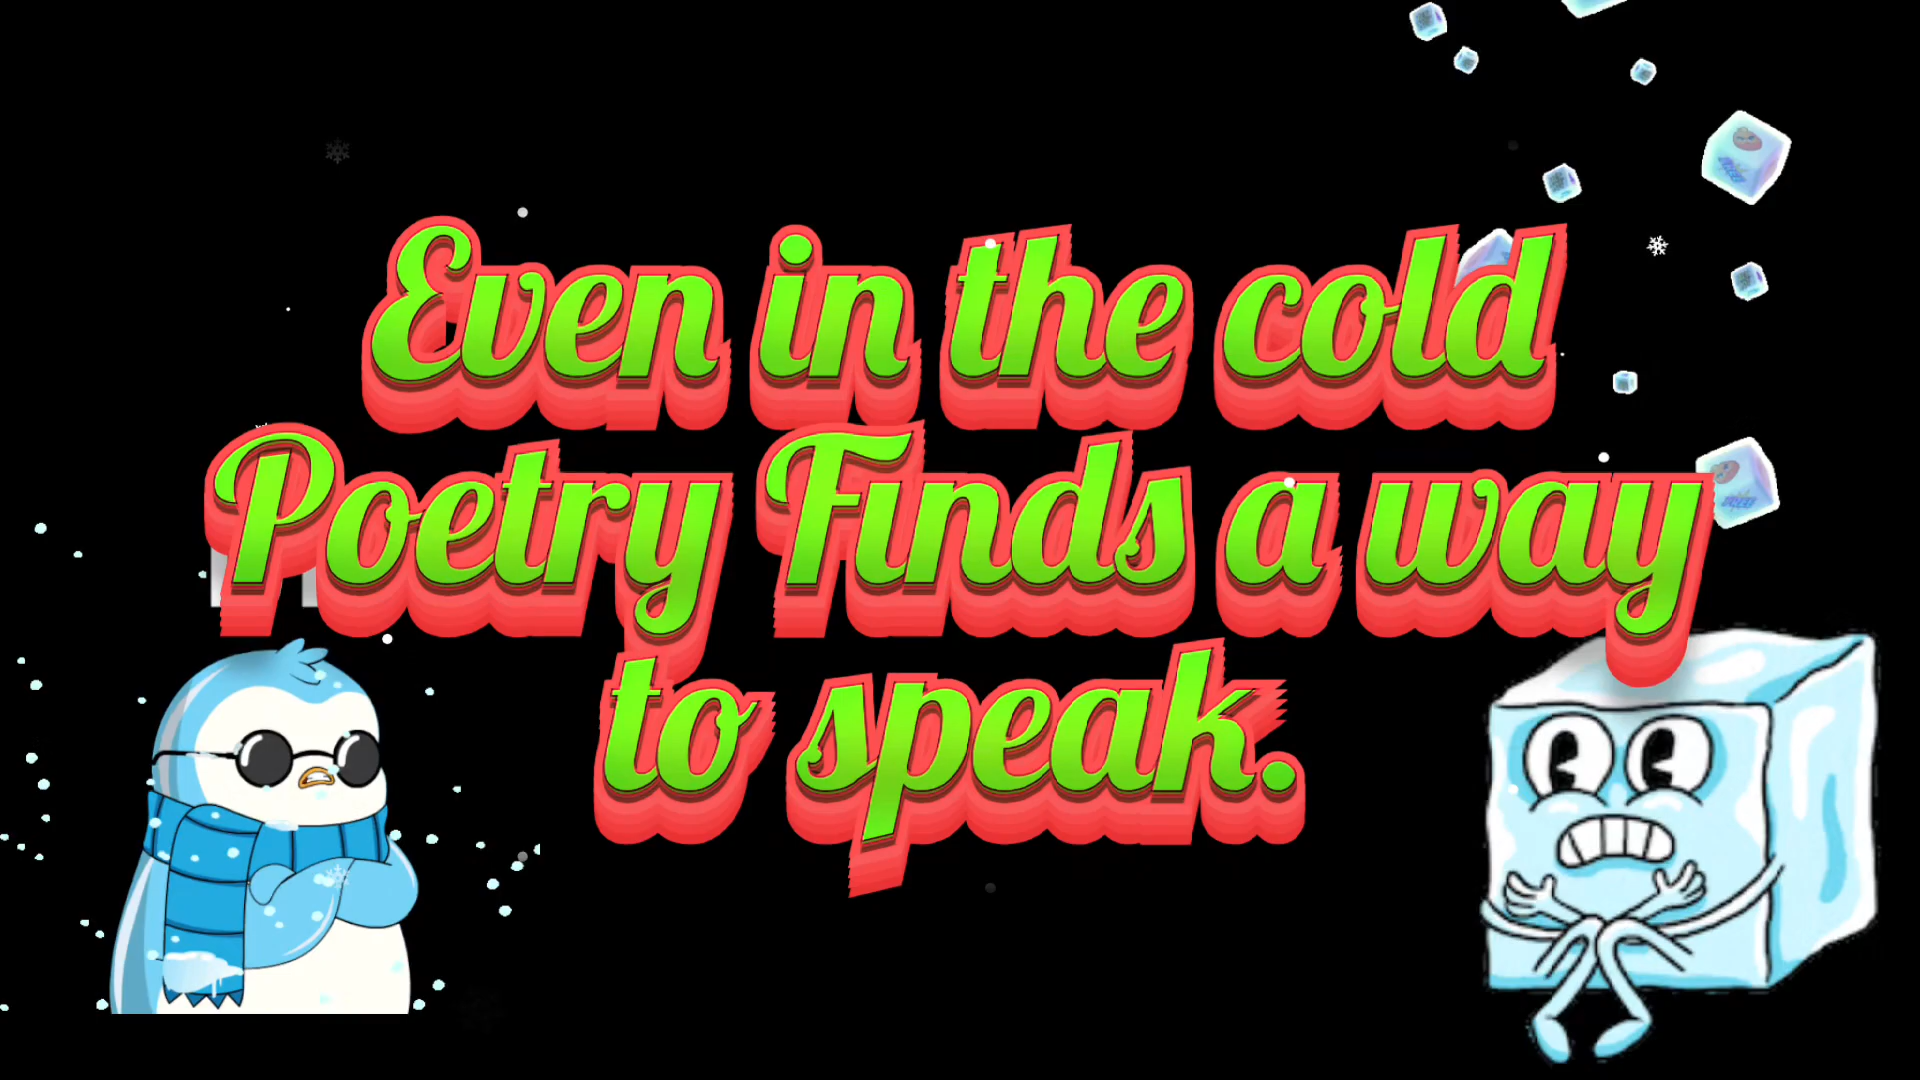 Even in the cold
Poetry Finds a way
to speak.